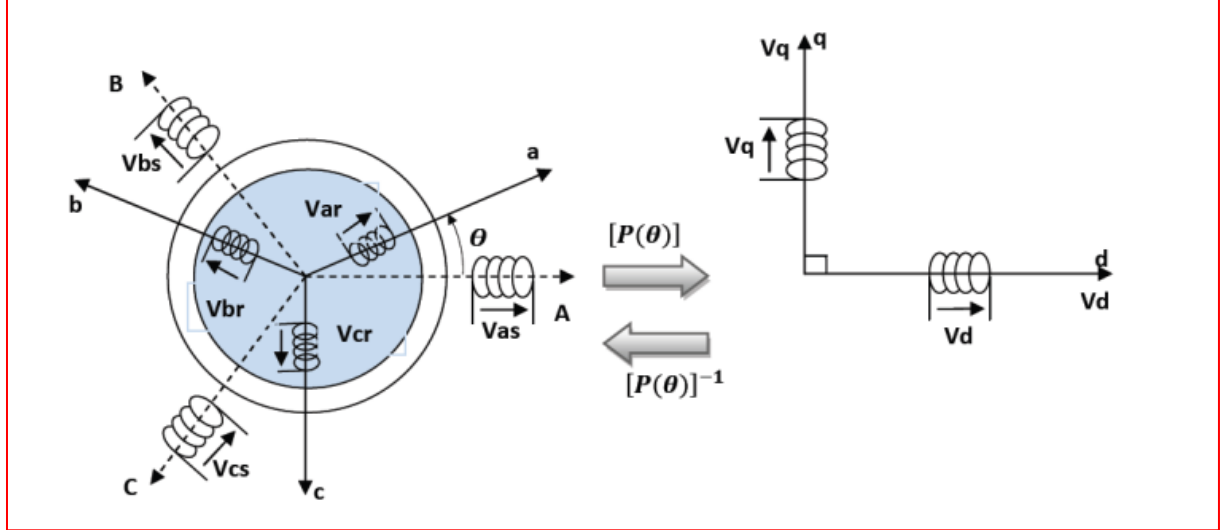 B
Vbs
b
Var
a
θ
Vbr
Vcr
Vas
A
C
Vcs
c
[P(θ)]
[P(θ)]⁻¹
Vq
q
Vq
d
Vd
Vd